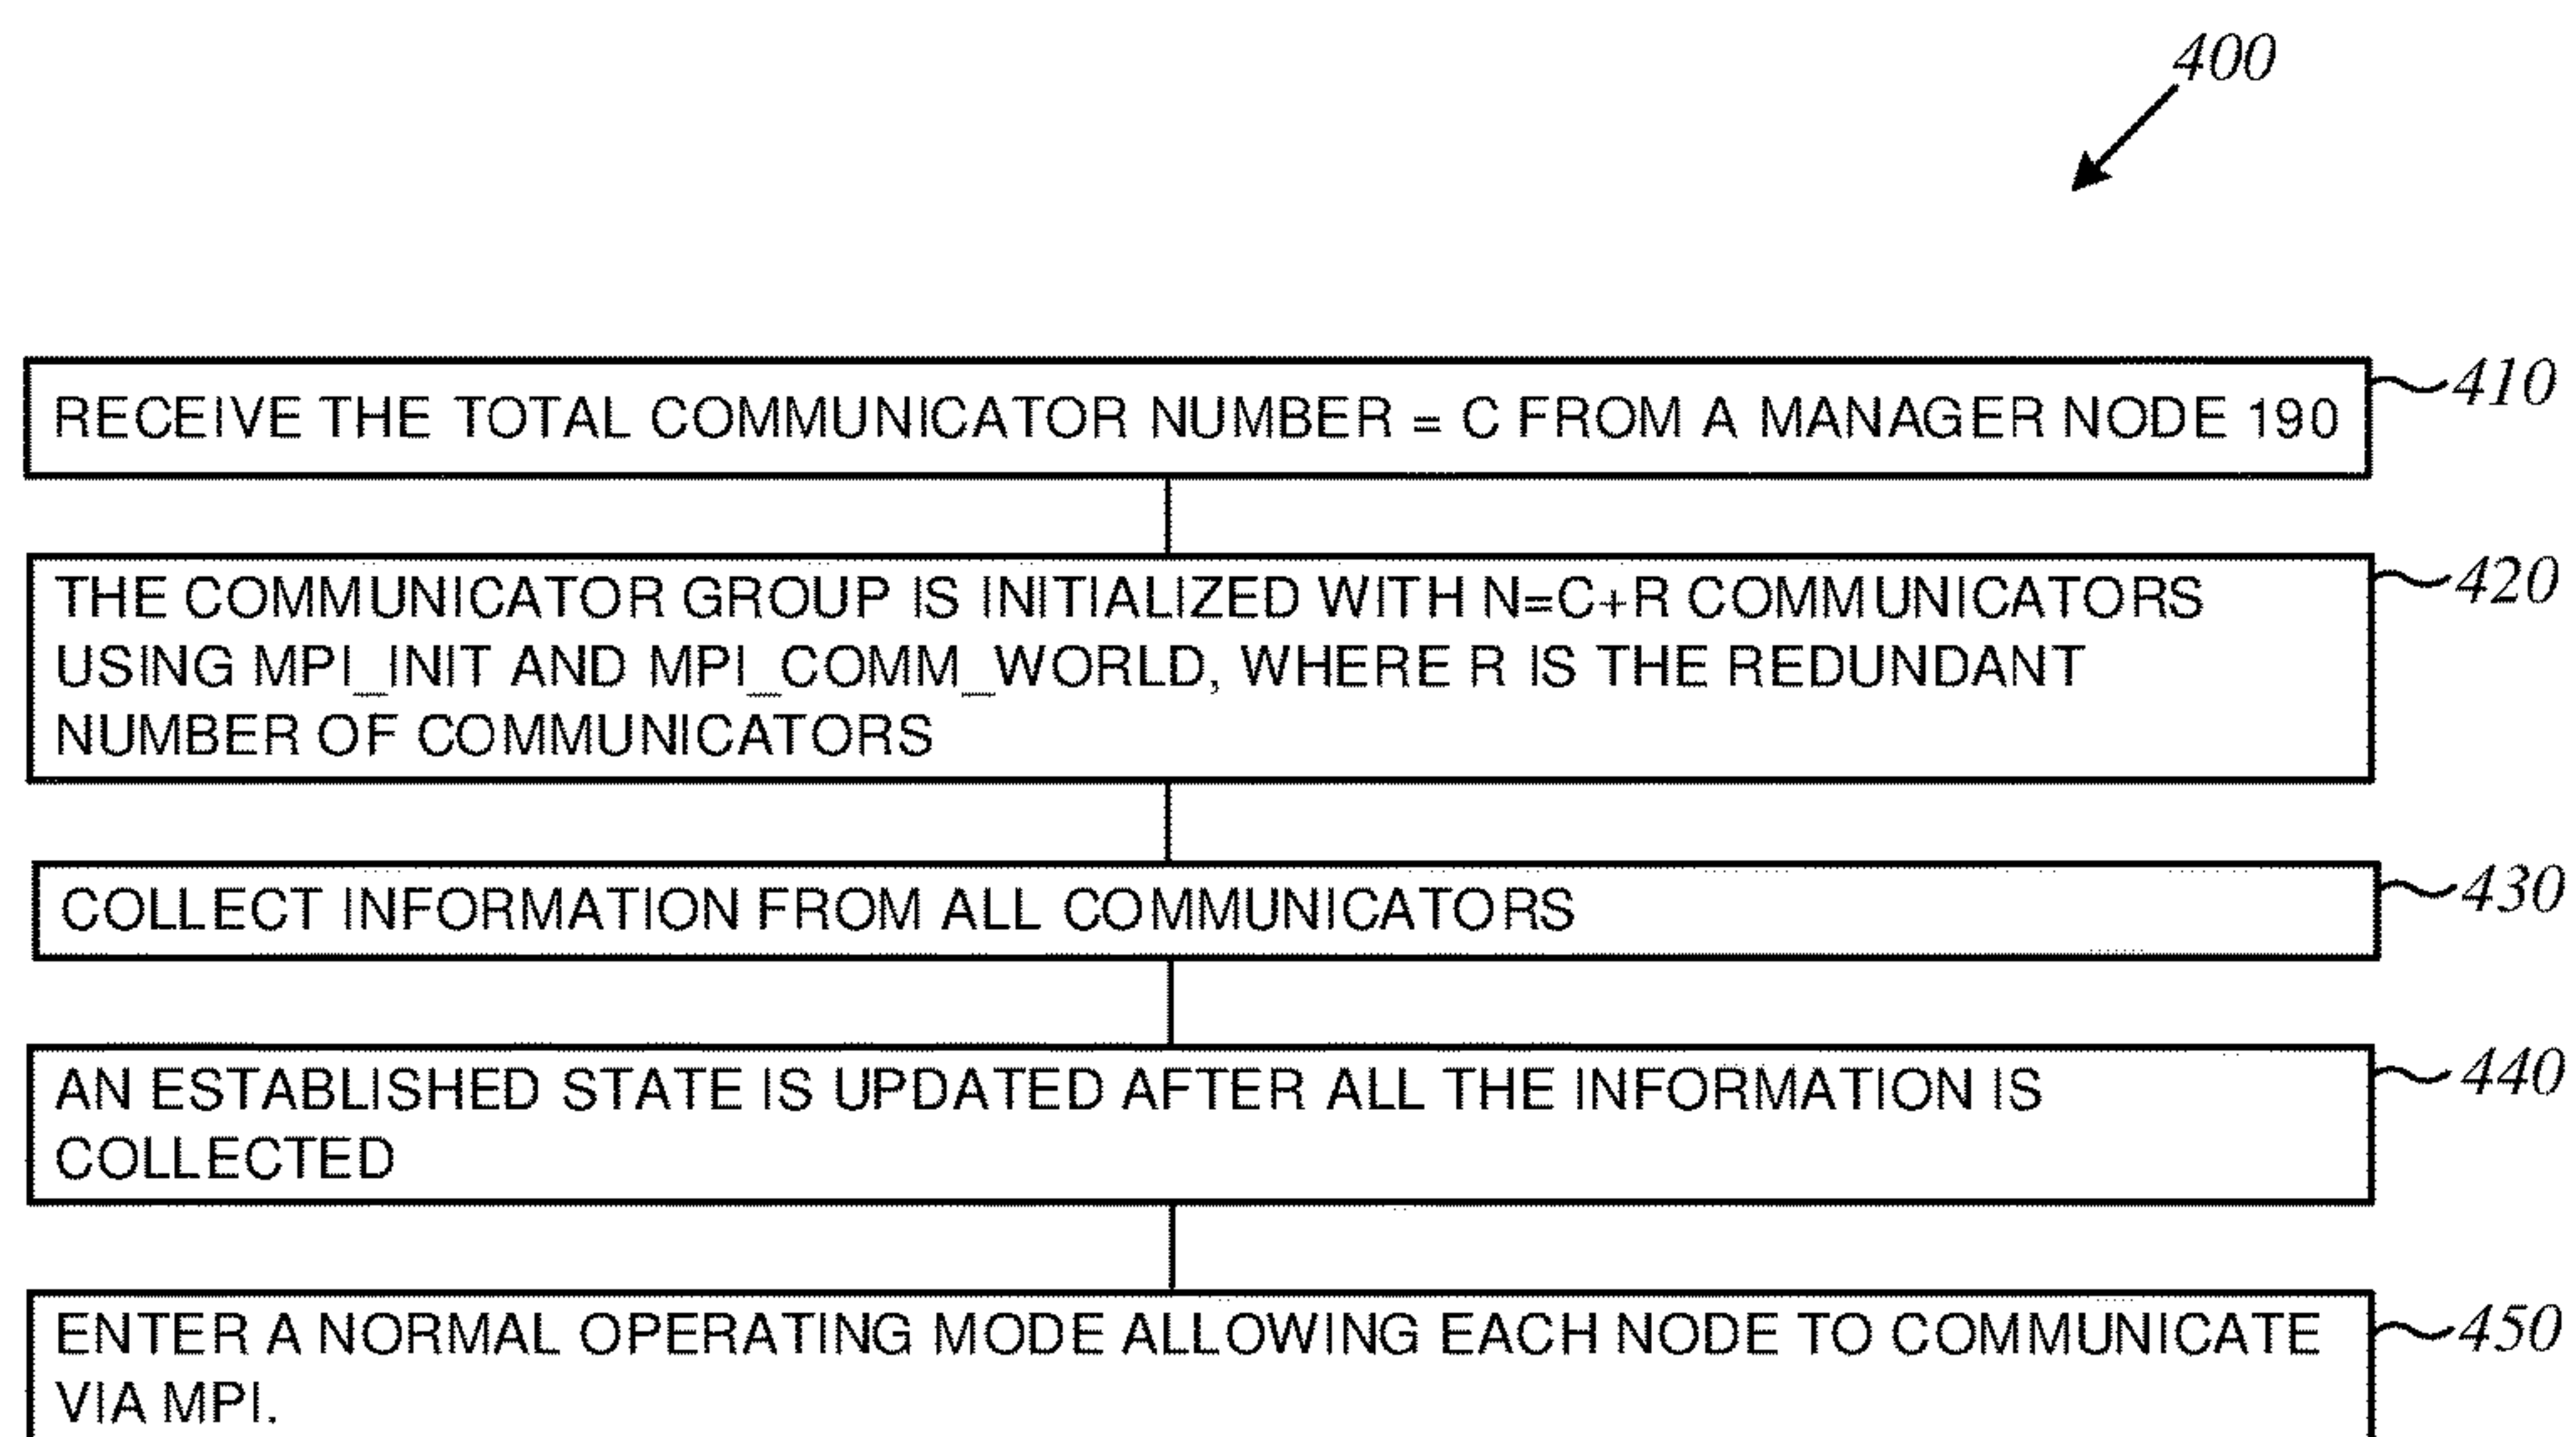 400
RECEIVE THE TOTAL COMMUNICATOR NUMBER = C FROM A MANAGER NODE 190
410
THE COMMUNICATOR GROUP IS INITIALIZED WITH N=C+R COMMUNICATORS
USING MPI_INIT AND MPI_COMM_WORLD, WHERE R IS THE REDUNDANT
NUMBER OF COMMUNICATORS
420
COLLECT INFORMATION FROM ALL COMMUNICATORS
430
AN ESTABLISHED STATE IS UPDATED AFTER ALL THE INFORMATION IS
COLLECTED
440
ENTER A NORMAL OPERATING MODE ALLOWING EACH NODE TO COMMUNICATE
VIA MPI.
450